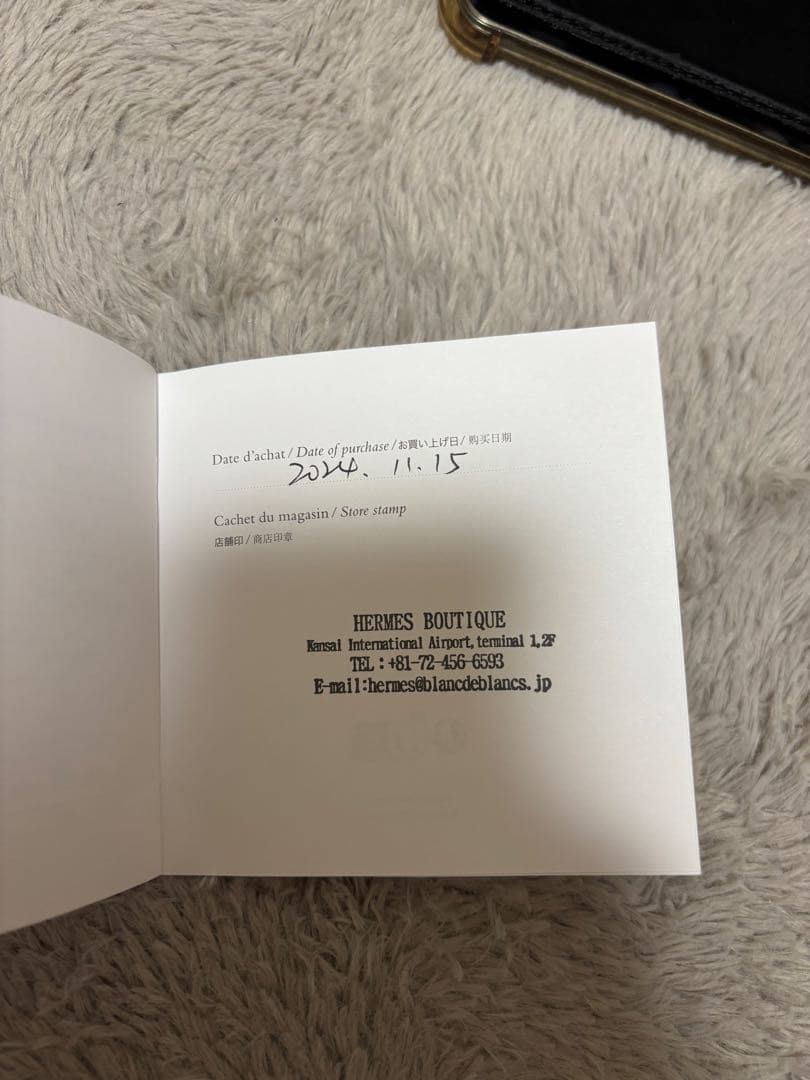 Date d'achat / Date of purchase / お買い上げ日 / 购买日期
2024. 11. 15
Cachet du magasin / Store stamp
店舗印 / 商店印章
HERMES BOUTIQUE
Kansai International Airport, terminal 1, 2F
TEL : +81-72-456-6593
E-mail:hermes@blancdeblancs.jp